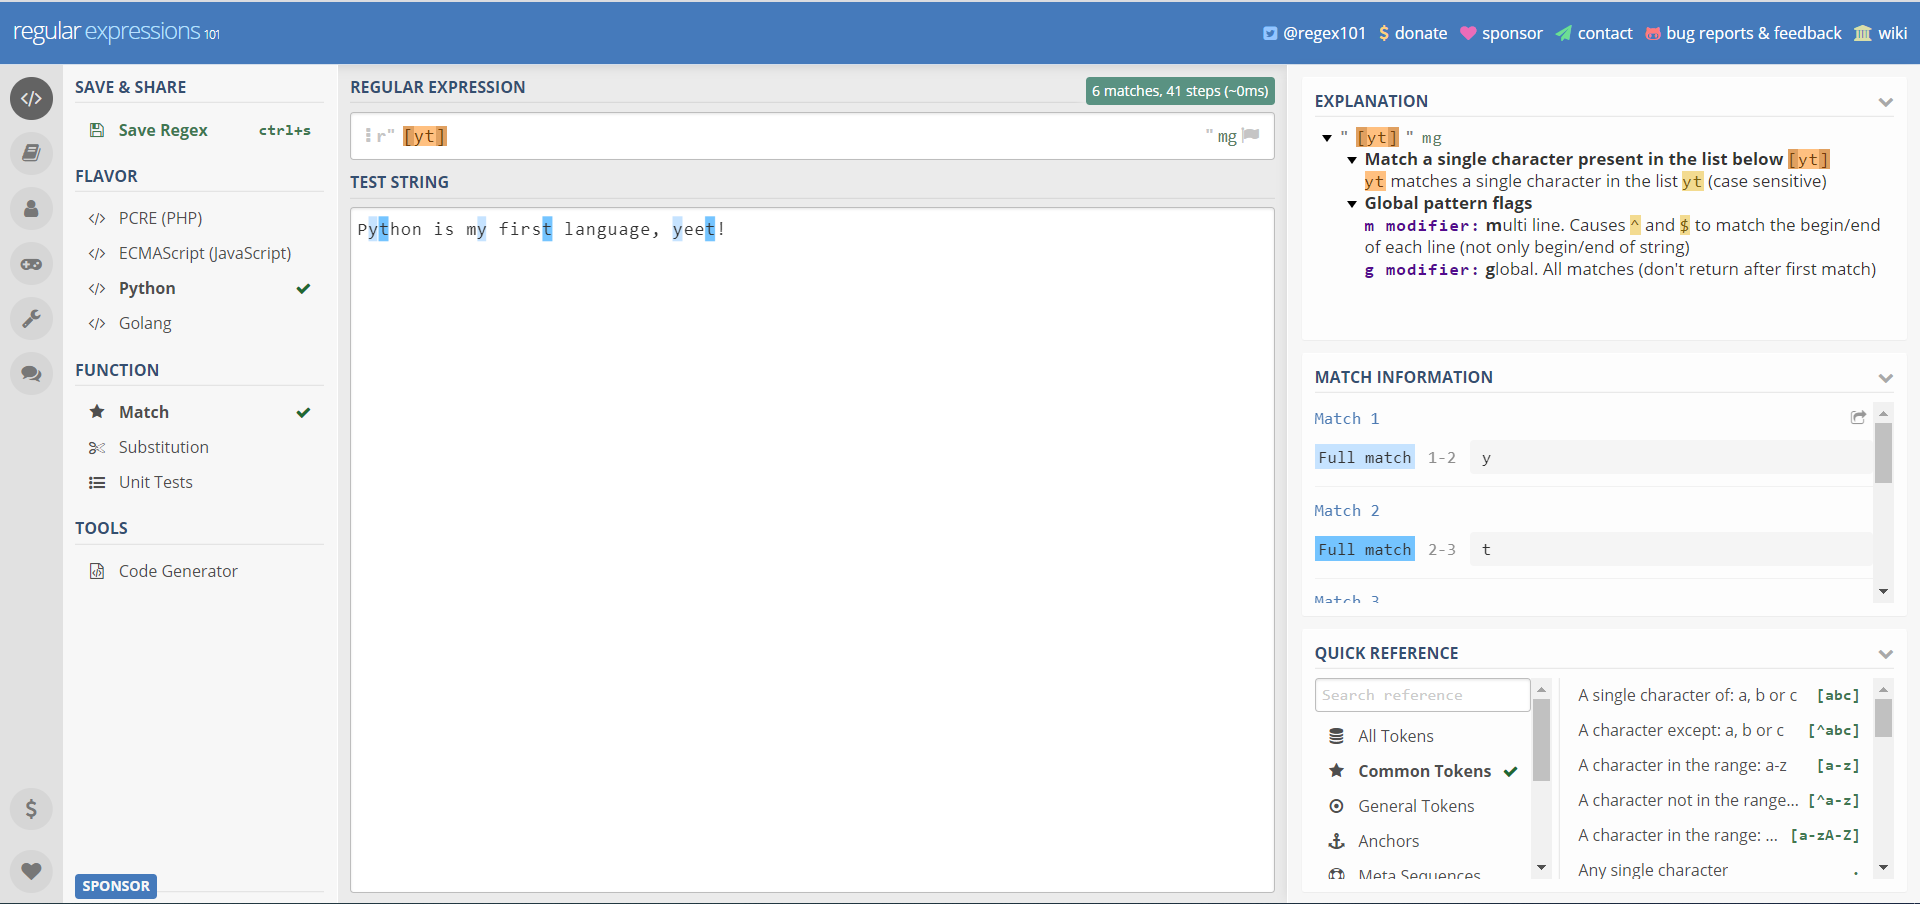 regular expressions 101
@regex101 donate sponsor contact bug reports & feedback wiki
SAVE & SHARE
Save Regex ctrl+s
FLAVOR
PCRE (PHP)
ECMAScript (JavaScript)
Python
Golang
FUNCTION
Match
Substitution
Unit Tests
TOOLS
Code Generator
SPONSOR
REGULAR EXPRESSION
6 matches, 41 steps (~0ms)
r" [yt] " mg
TEST STRING
Python is my first language, yeet!
EXPLANATION
" [yt] " mg
Match a single character present in the list below [yt]
yt matches a single character in the list yt (case sensitive)
Global pattern flags
m modifier: multi line. Causes ^ and $ to match the begin/end
of each line (not only begin/end of string)
g modifier: global. All matches (don't return after first match)
MATCH INFORMATION
Match 1
Full match 1-2 y
Match 2
Full match 2-3 t
Match 3
QUICK REFERENCE
Search reference
All Tokens
Common Tokens
General Tokens
Anchors
Meta Sequences
A single character of: a, b or c [abc]
A character except: a, b or c [^abc]
A character in the range: a-z [a-z]
A character not in the range... [^a-z]
A character in the range: ... [a-zA-Z]
Any single character .